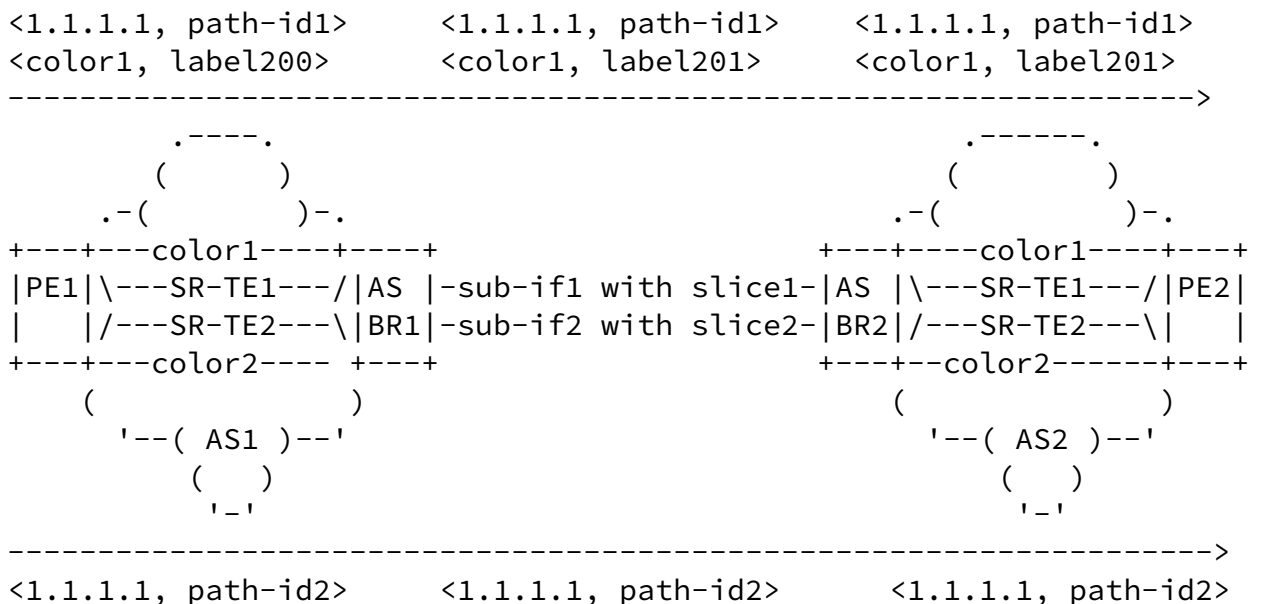 <1.1.1.1, path-id1>     <1.1.1.1, path-id1>    <1.1.1.1, path-id1>
<color1, label200>      <color1, label201>     <color1, label201>
------------------------------------------------------------------>
         .----.                                      .------.
        (      )                                    (        )
     .-(        )-.                              .-(          )-.
+---+---color1----+----+                     +---+----color1----+---+
|PE1|\---SR-TE1---/|AS |-sub-if1 with slice1-|AS |\---SR-TE1---/|PE2|
|   |/---SR-TE2---\|BR1|-sub-if2 with slice2-|BR2|/---SR-TE2---\|   |
+---+---color2---- +---+                     +---+--color2------+---+
    (              )                             (              )
      '--( AS1 )--'                                '--( AS2 )--'
          (   )                                        (   )
           '-'                                          '-'
------------------------------------------------------------------->
<1.1.1.1, path-id2>     <1.1.1.1, path-id2>      <1.1.1.1, path-id2>